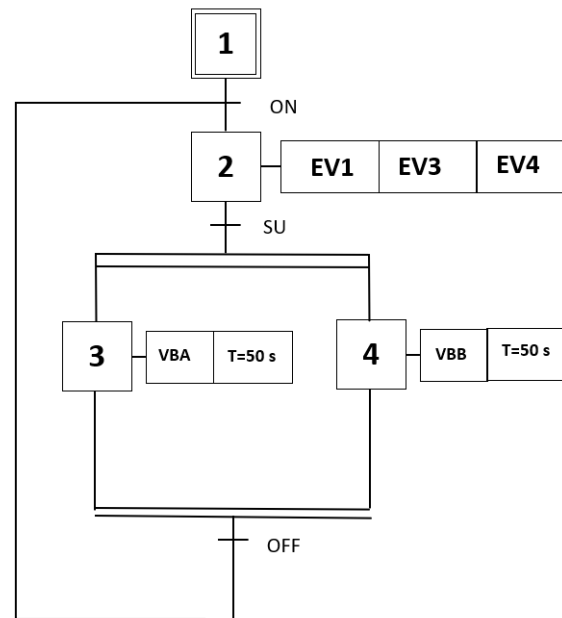 1
ON
2 EV1 EV3 EV4
SU
3 VBA T=50 s 4 VBB T=50 s
OFF